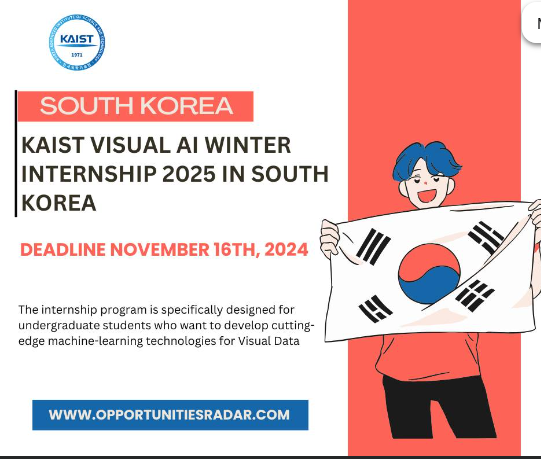 KAIST
1971
SOUTH KOREA
KAIST VISUAL AI WINTER
INTERNSHIP 2025 IN SOUTH
KOREA
DEADLINE NOVEMBER 16TH, 2024
The internship program is specifically designed for
undergraduate students who want to develop cutting-
edge machine-learning technologies for Visual Data
WWW.OPPORTUNITIESRADAR.COM